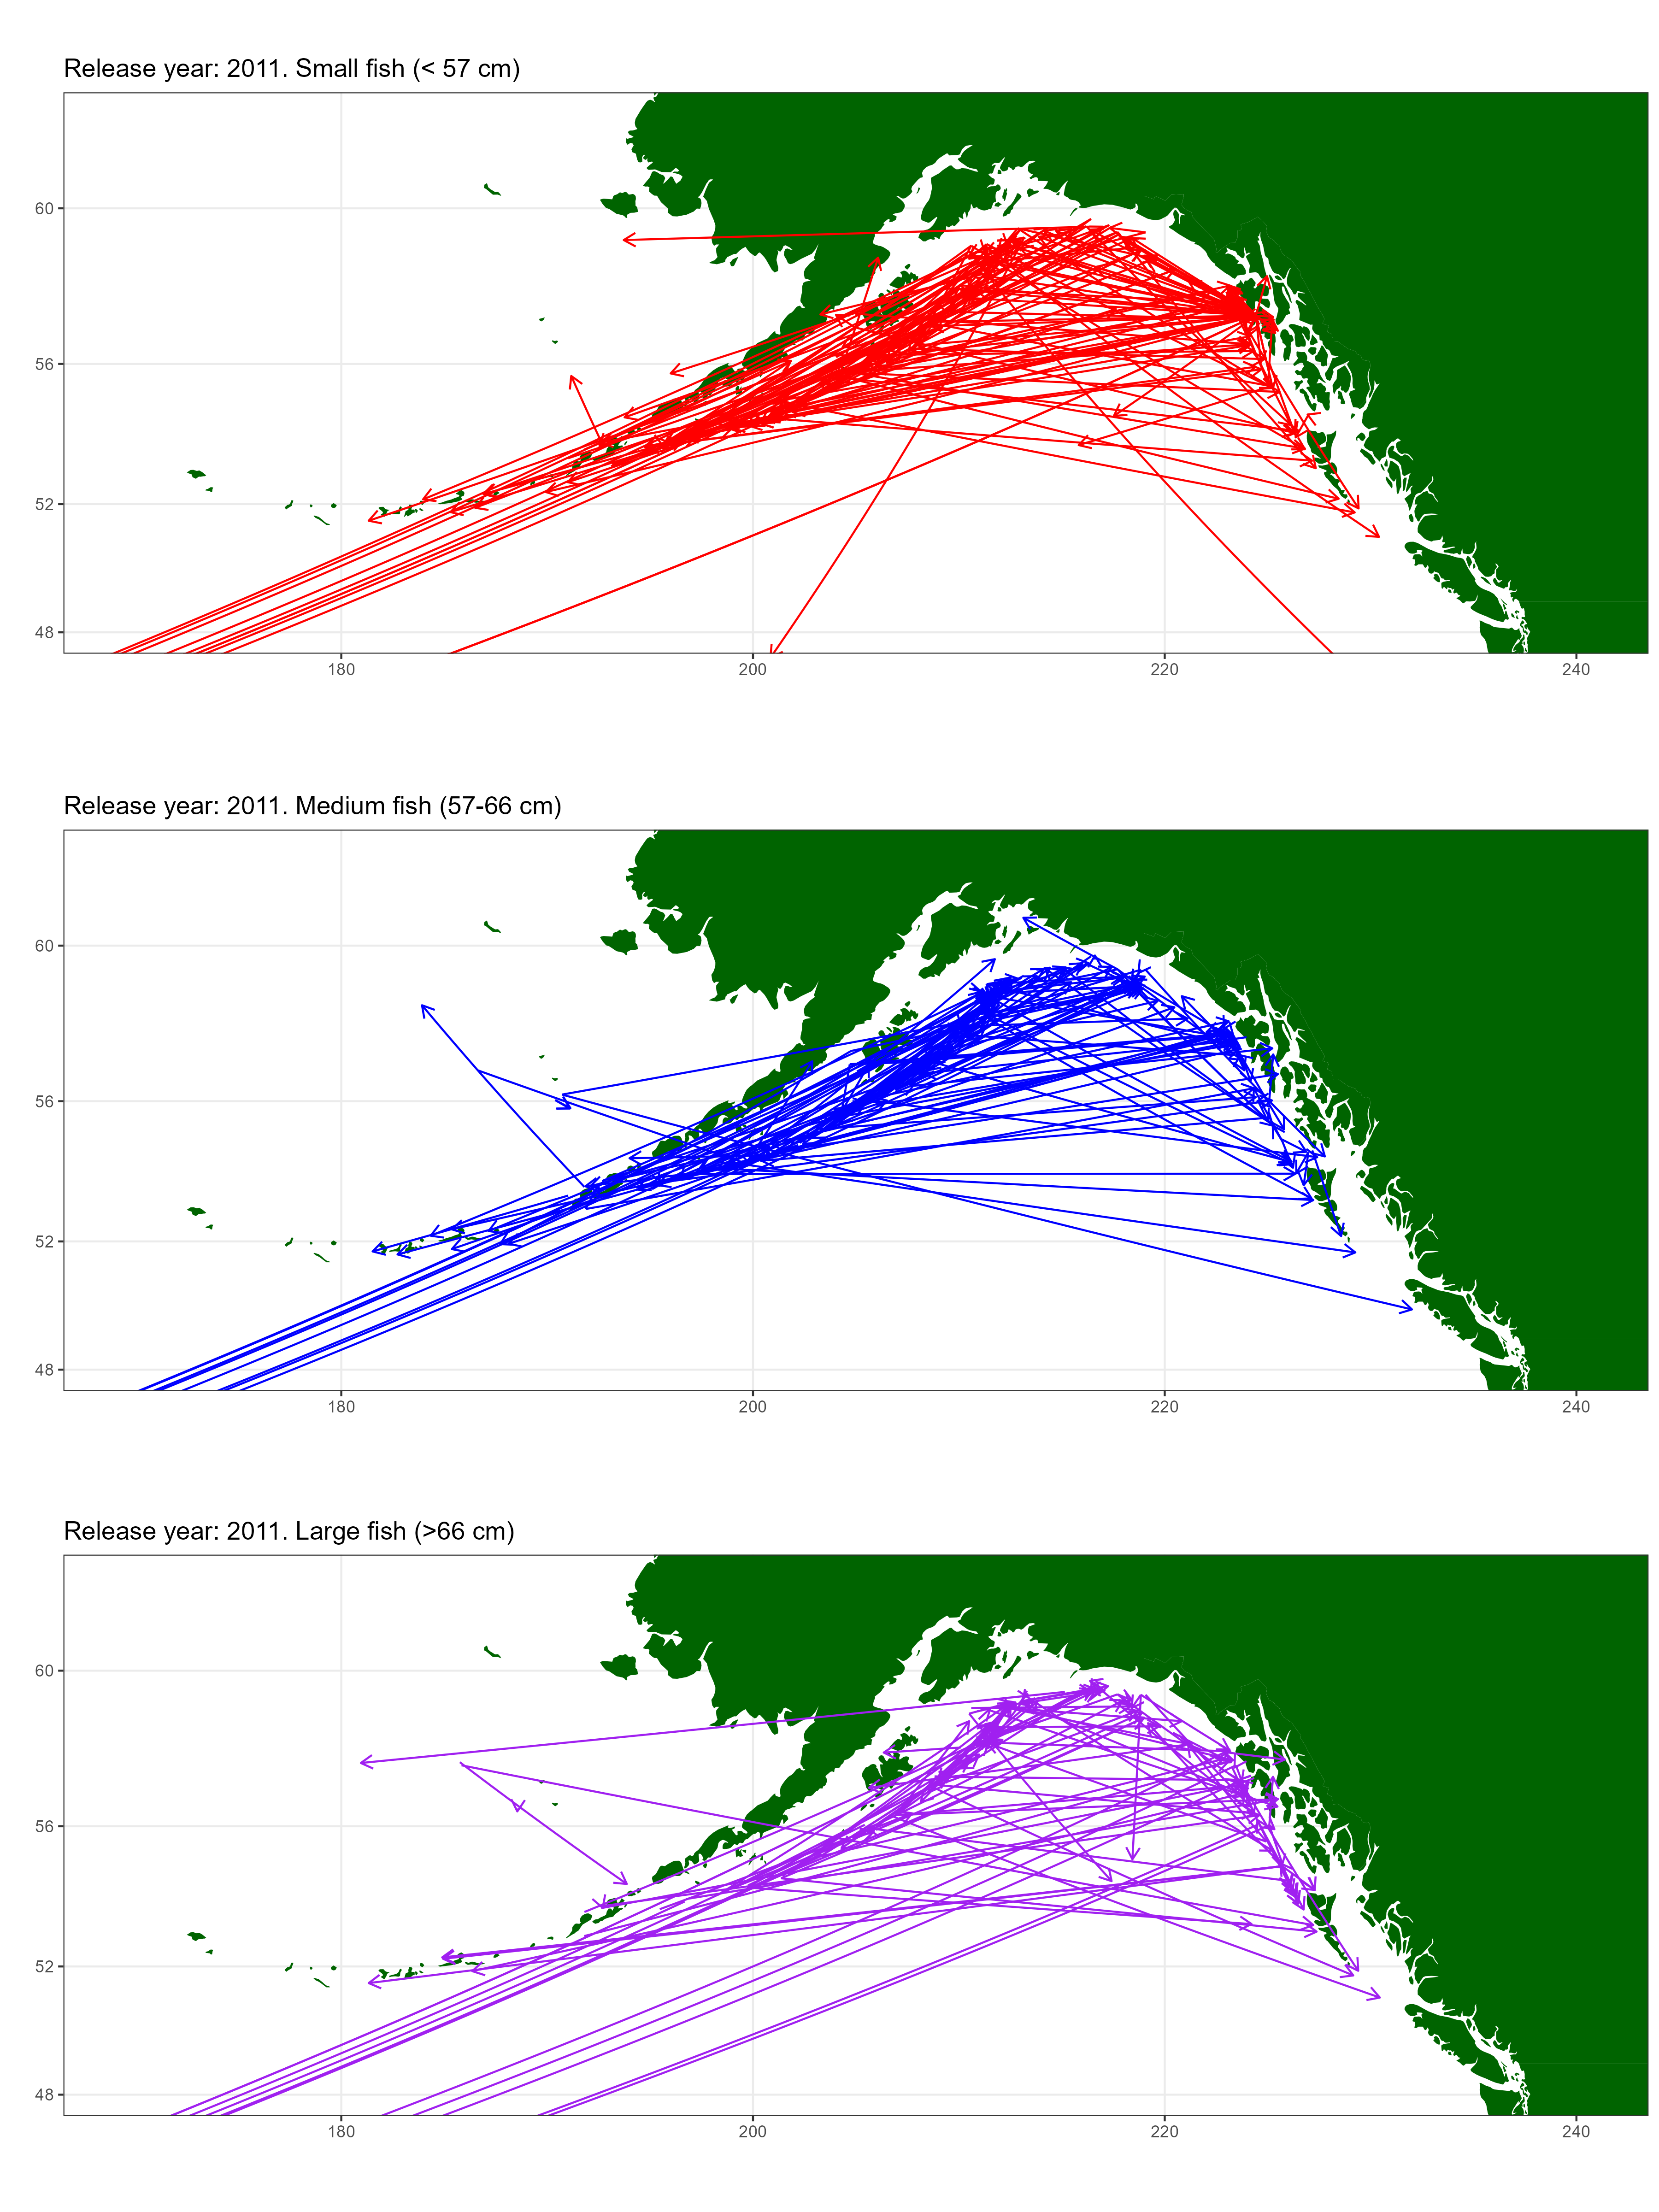 Release year: 2011. Small fish (< 57 cm)
60
56
52
48
180 200 220 240
Release year: 2011. Medium fish (57-66 cm)
60
56
52
48
180 200 220 240
Release year: 2011. Large fish (>66 cm)
60
56
52
48
180 200 220 240